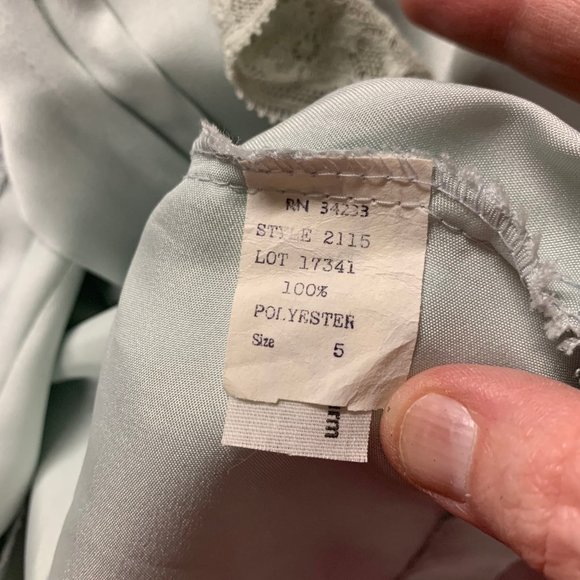 RN 34233
STYLE 2115
LOT 17341
100%
POLYESTER
Size 5